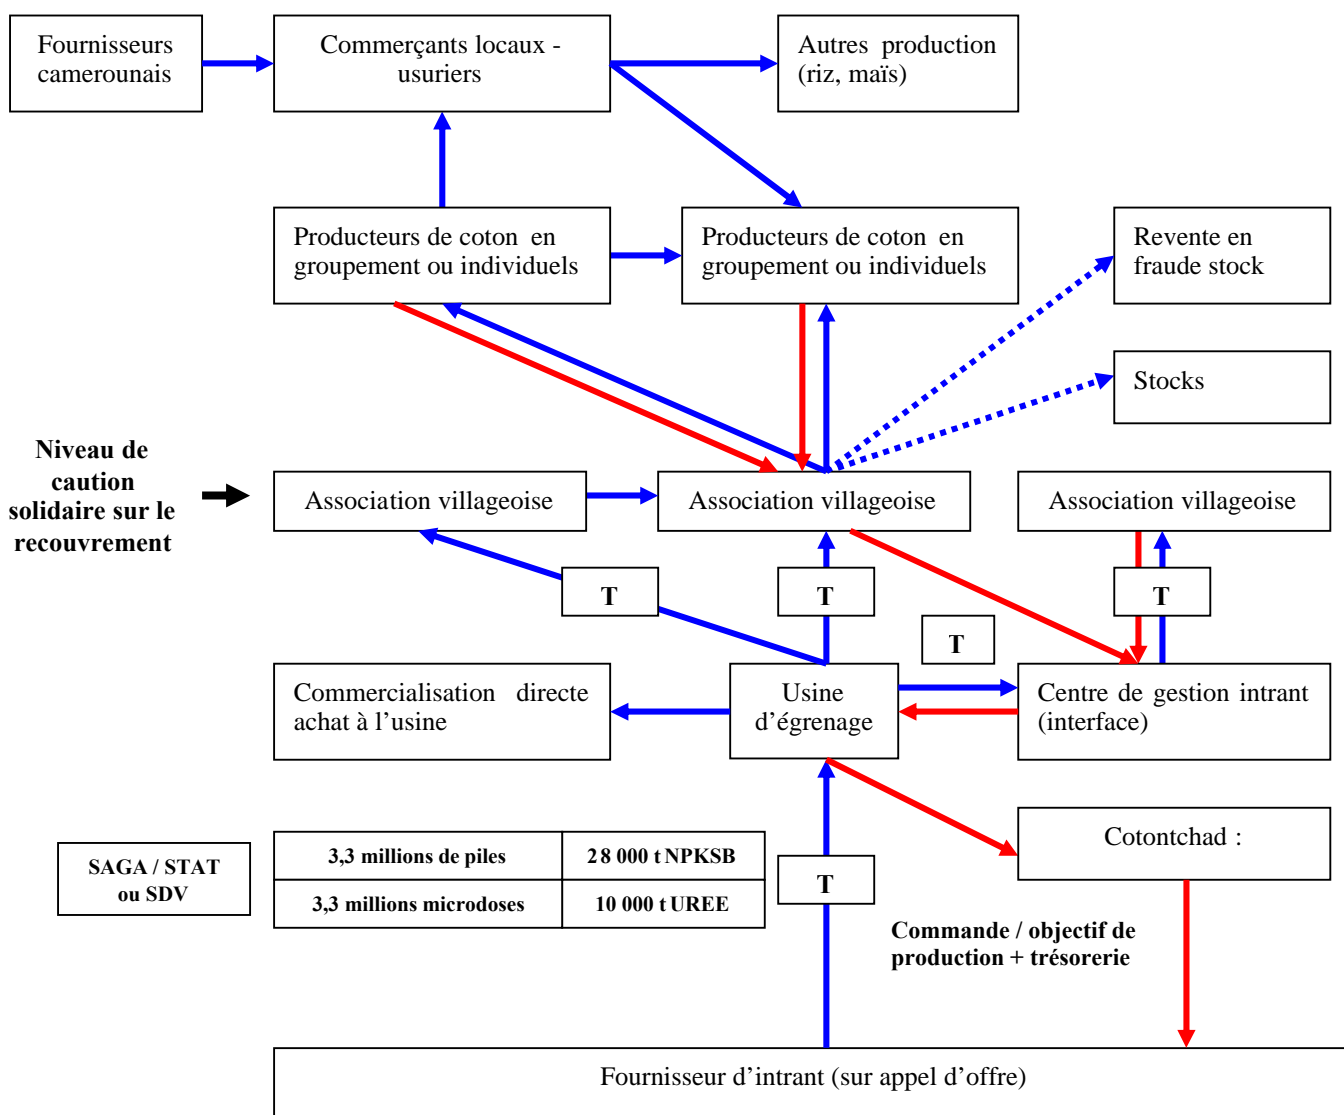 Fournisseurs
camerounais
Commerçants locaux -
usuriers
Autres production
(riz, maïs)
Producteurs de coton en
groupement ou individuels
Producteurs de coton en
groupement ou individuels
Revente en
fraude stock
Stocks
Niveau de
caution
solidaire sur le
recouvrement
Association villageoise
Association villageoise
Association villageoise
T
T
T
T
Commercialisation directe
achat à l'usine
Usine
d'égrenage
Centre de gestion intrant
(interface)
SAGA / STAT
ou SDV
3,3 millions de piles
28 000 t NPKSB
3,3 millions microdoses
10 000 t UREE
T
Cotontchad :
Commande / objectif de
production + trésorerie
Fournisseur d'intrant (sur appel d'offre)